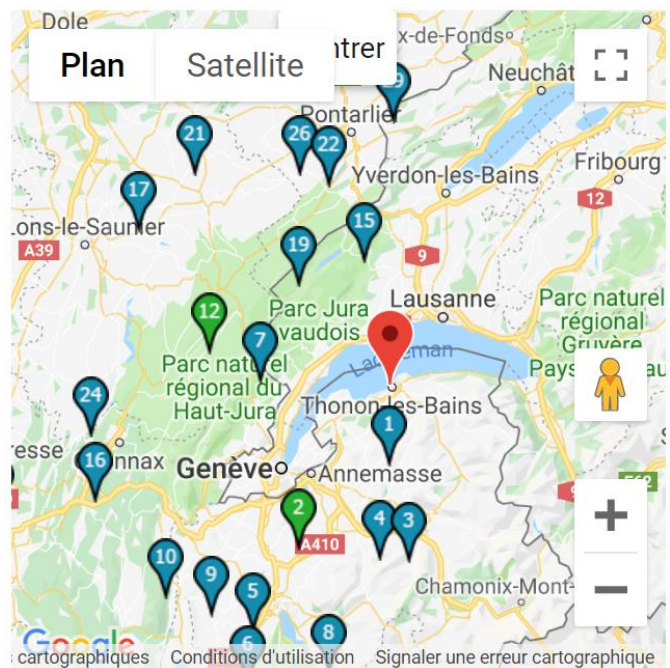 Dole
ntrer
x-de-Fonds
Plan
Satellite
Neuchât
29
Pontarlier
21
26
22
Yverdon-les-Bains
Fribourg
17
12
15
ons-le-Saunier
A39
19
9
Lausanne
Parc naturel
régional
Gruyère
12
Parc Jura
vaudois
7
Parc naturel
régional du
Haut-Jura
Thonon-les-Bains
24
1
resse
nnax
16
Genève
Annemasse
2
4
3
A410
10
9
5
Chamonix-Mont-
6
8
Google
cartographiques
Conditions d'utilisation
Signaler une erreur cartographique